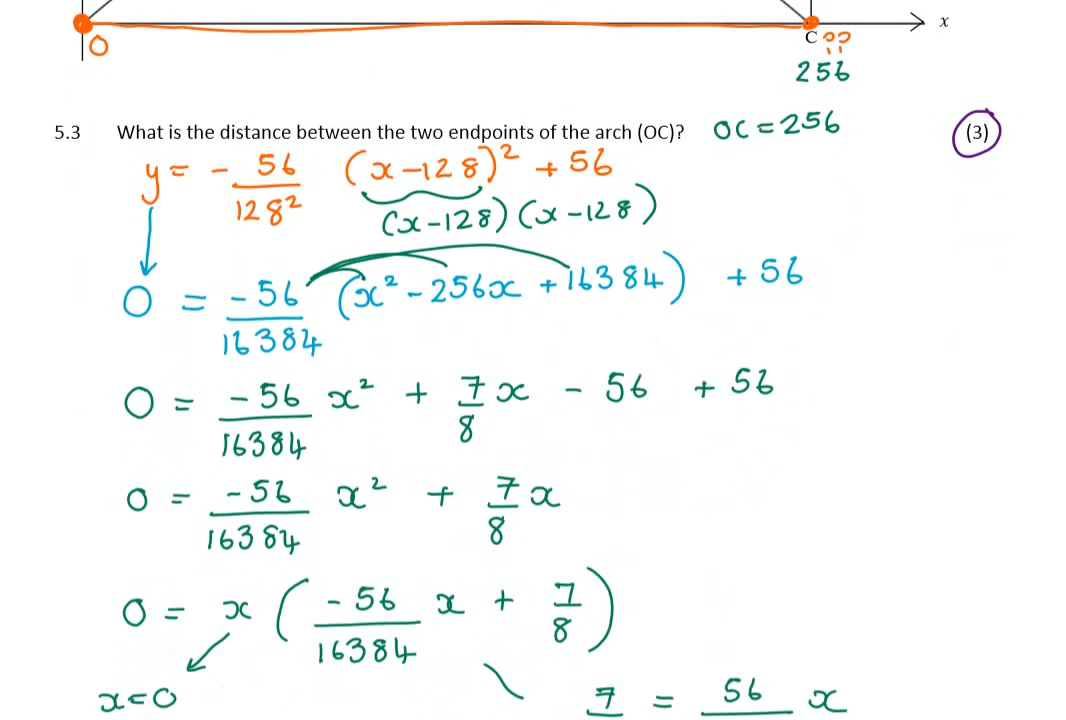 x
O
C ??
256
5.3 What is the distance between the two endpoints of the arch (OC)? OC = 256 (3)
y = - 56/128² (x - 128)² + 56
(x - 128)(x - 128)
0 = -56/16384 (x² - 256x + 16384) + 56
0 = -56/16384 x² + 7/8 x - 56 + 56
0 = -56/16384 x² + 7/8 x
0 = x ( -56/16384 x + 7/8 )
x = 0
7 = 56 x